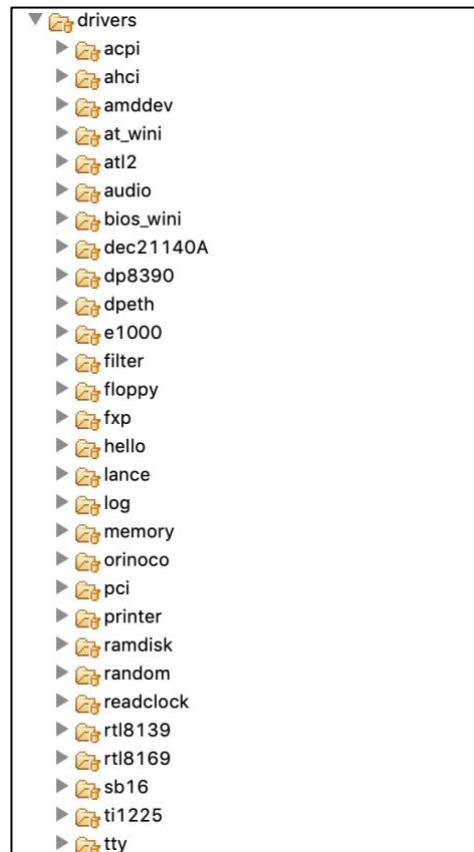 drivers
acpi
ahci
amddev
at_wini
atl2
audio
bios_wini
dec21140A
dp8390
dpeth
e1000
filter
floppy
fxp
hello
lance
log
memory
orinoco
pci
printer
ramdisk
random
readclock
rtl8139
rtl8169
sb16
ti1225
tty